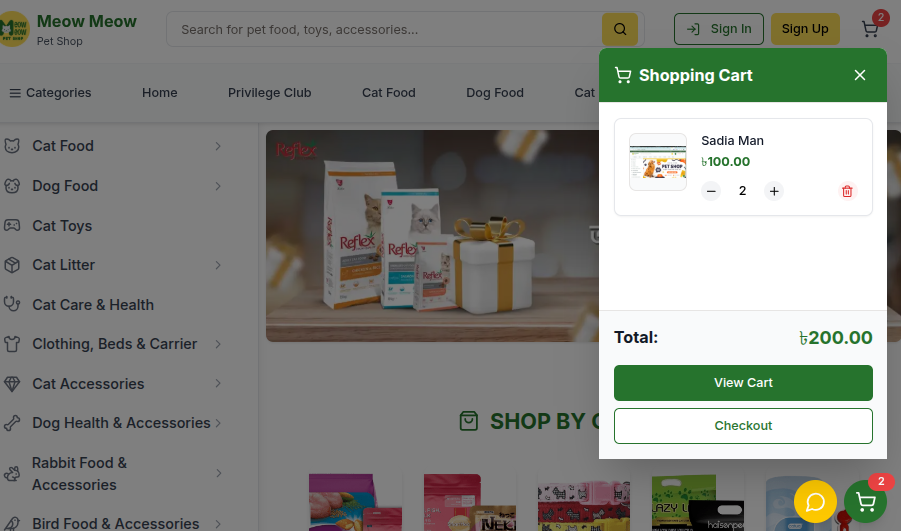 Meow Meow
Pet Shop
Search for pet food, toys, accessories...
Sign In
Sign Up
2
Categories
Home
Privilege Club
Cat Food
Dog Food
Cat
Shopping Cart
Sadia Man
৳100.00
2
Total:
৳200.00
View Cart
Checkout
Cat Food
Dog Food
Cat Toys
Cat Litter
Cat Care & Health
Clothing, Beds & Carrier
Cat Accessories
Dog Health & Accessories
Rabbit Food &
Accessories
Bird Food & Accessories
Reflex
Reflex
Reflex
Reflex
SHOP BY
2